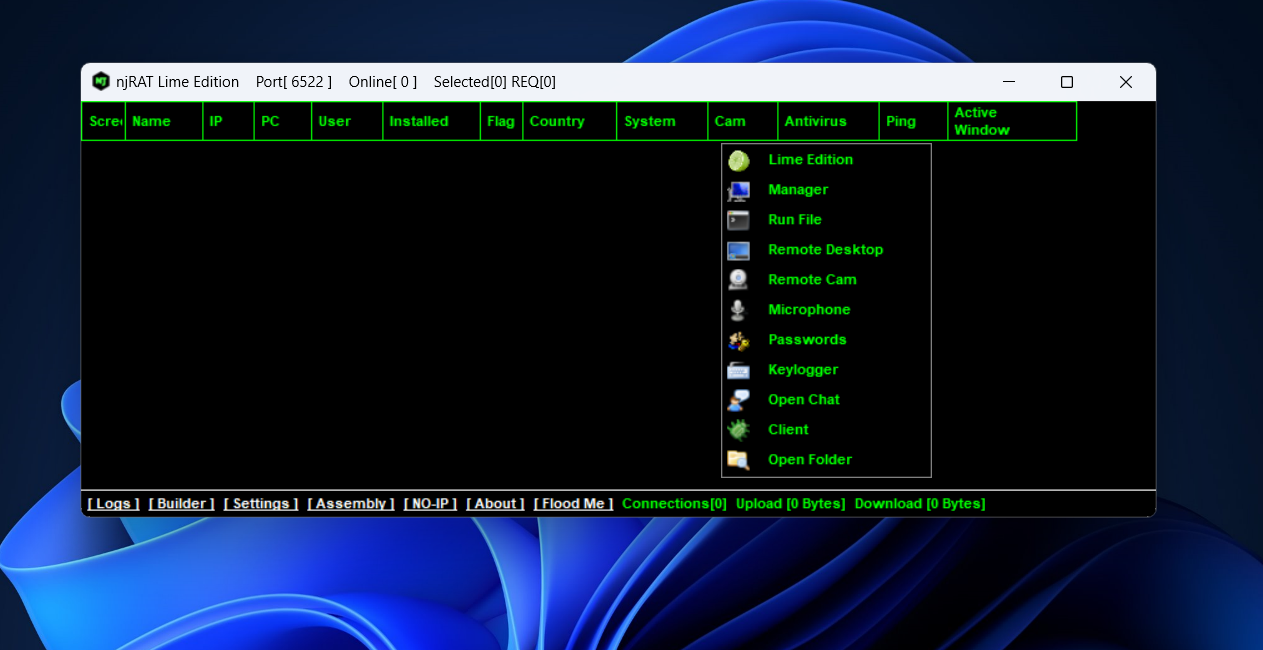 njRAT Lime Edition Port[ 6522 ] Online[ 0 ] Selected[0] REQ[0]
Scree Name IP PC User Installed Flag Country System Cam Antivirus Ping Active
Window
Lime Edition
Manager
Run File
Remote Desktop
Remote Cam
Microphone
Passwords
Keylogger
Open Chat
Client
Open Folder
[ Logs ] [ Builder ] [ Settings ] [ Assembly ] [ NO-IP ] [ About ] [ Flood Me ] Connections[0] Upload [0 Bytes] Download [0 Bytes]